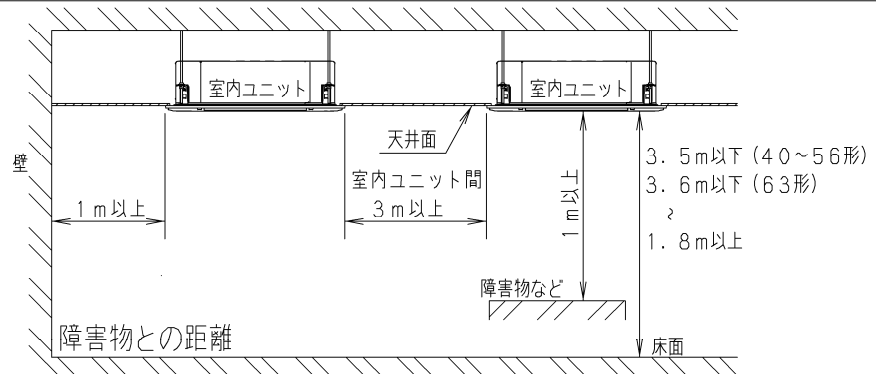 室内ユニット
室内ユニット
天井面
壁
3．5m以下（40～56形）
室内ユニット間
3．6m以下（63形）
1m以上
3m以上
1m以上
～
1．8m以上
障害物など
障害物との距離
床面